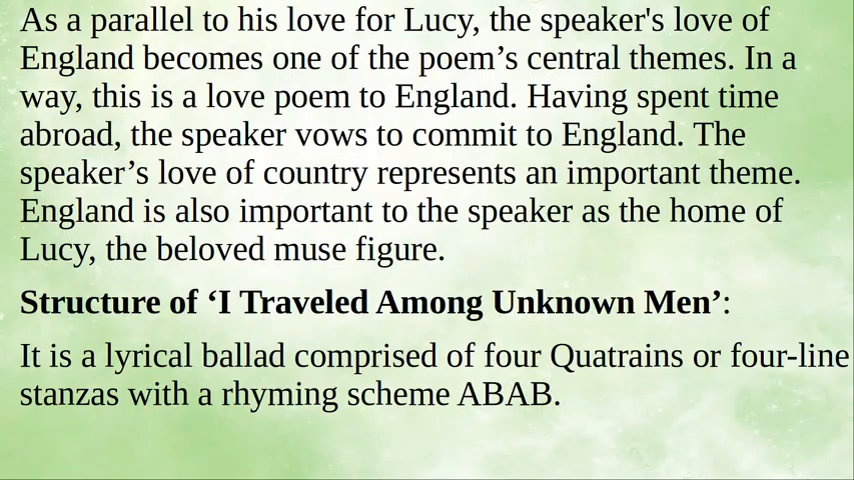 As a parallel to his love for Lucy, the speaker's love of
England becomes one of the poem’s central themes. In a
way, this is a love poem to England. Having spent time
abroad, the speaker vows to commit to England. The
speaker’s love of country represents an important theme.
England is also important to the speaker as the home of
Lucy, the beloved muse figure.
Structure of ‘I Traveled Among Unknown Men’:
It is a lyrical ballad comprised of four Quatrains or four-line
stanzas with a rhyming scheme ABAB.